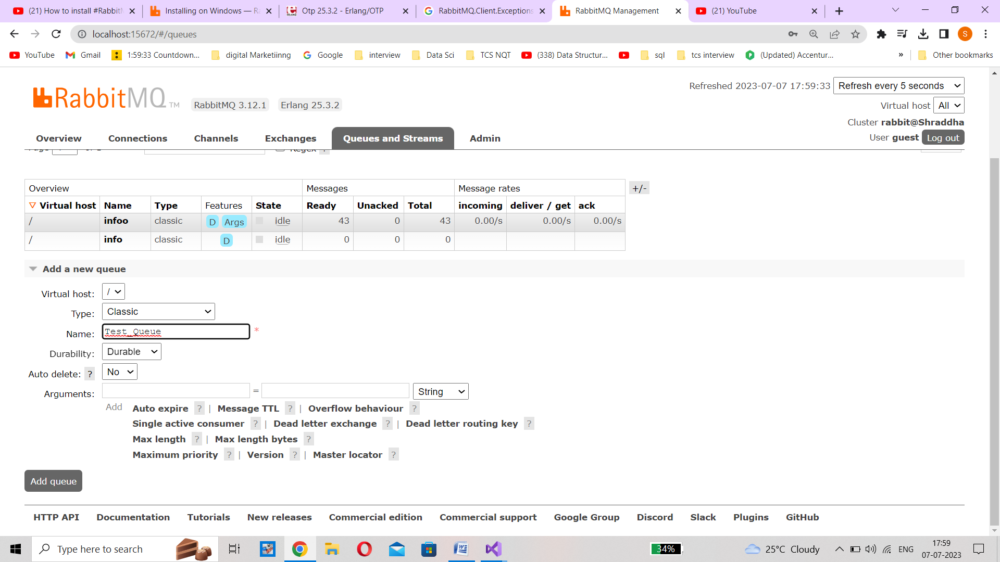 (21) How to install #RabbitM
Installing on Windows — Ra
Otp 25.3.2 - Erlang/OTP
RabbitMQ.Client.Exceptions
RabbitMQ Management
(21) YouTube
localhost:15672/#/queues
S
YouTube
Gmail
1:59:33 Countdown...
digital Marketiinng
Google
interview
Data Sci
TCS NQT
(338) Data Structur...
sql
tcs interview
(Updated) Accentur...
»
Other bookmarks
RabbitMQ TM
RabbitMQ 3.12.1
Erlang 25.3.2
Refreshed 2023-07-07 17:59:33
Refresh every 5 seconds
Virtual host All
Cluster rabbit@Shraddha
User guest Log out
Overview
Connections
Channels
Exchanges
Queues and Streams
Admin
Regex ?
Overview
Messages
Message rates
+/-
Virtual host Name Type Features State Ready Unacked Total incoming deliver / get ack
/ infoo classic D Args idle 43 0 43 0.00/s 0.00/s 0.00/s
/ info classic D idle 0 0 0
Add a new queue
Virtual host: /
Type: Classic
Name: Test_Queue *
Durability: Durable
Auto delete: ? No
Arguments: = String
Add Auto expire ? | Message TTL ? | Overflow behaviour ?
Single active consumer ? | Dead letter exchange ? | Dead letter routing key ?
Max length ? | Max length bytes ?
Maximum priority ? | Version ? | Master locator ?
Add queue
HTTP API
Documentation
Tutorials
New releases
Commercial edition
Commercial support
Google Group
Discord
Slack
Plugins
GitHub
Type here to search
34%
25°C Cloudy
ENG
17:59
07-07-2023